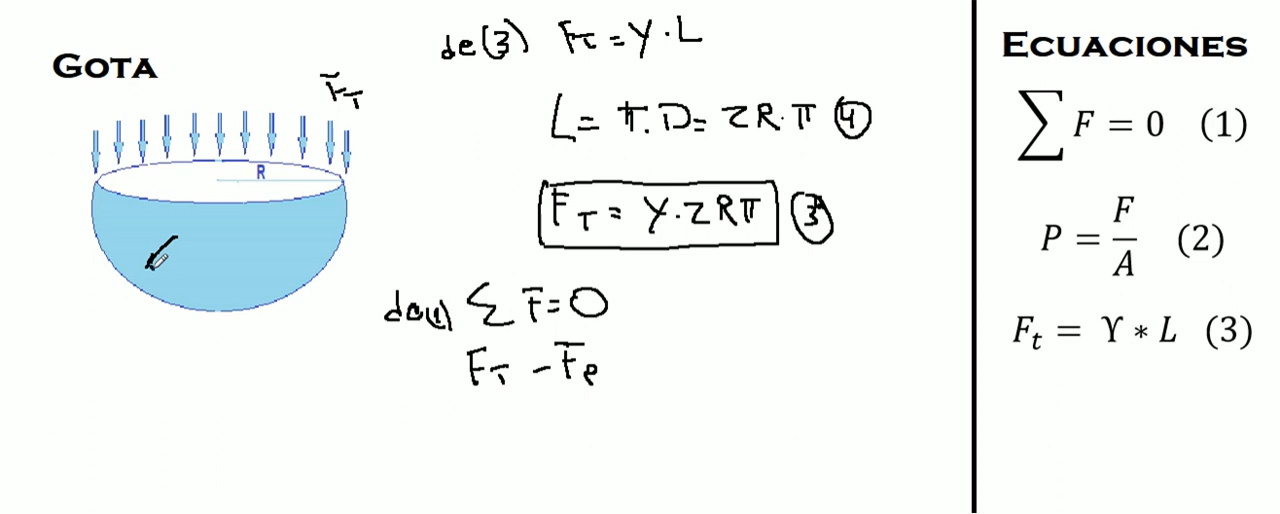 GOTA
F_T
R
de(3) F_T = γ · L
L = π · D = 2R · π (4)
F_T = γ · 2Rπ (3)
de(1) Σ F = 0
F_T - F_P
ECUACIONES
∑ F = 0 (1)
P = F/A (2)
F_t = ϒ ∗ L (3)